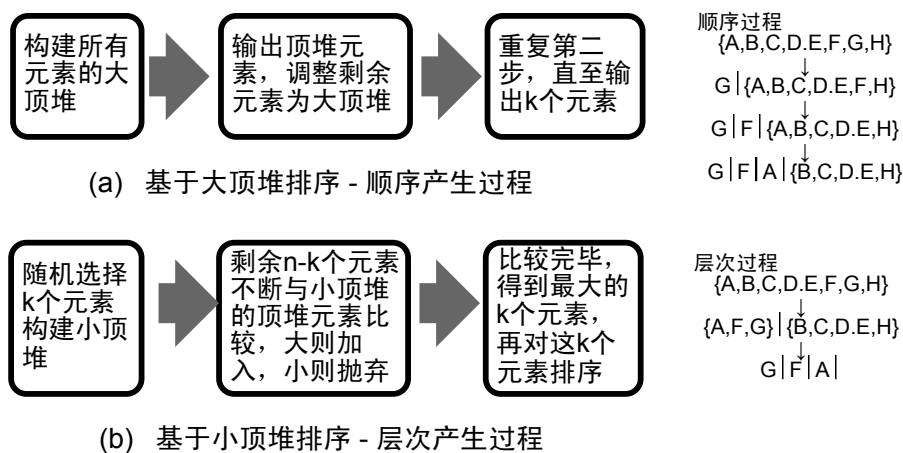 构建所有
元素的大
顶堆
输出顶堆元
素，调整剩余
元素为大顶堆
重复第二
步，直至输
出k个元素
(a) 基于大顶堆排序 - 顺序产生过程
顺序过程
{A,B,C,D.E,F,G,H}
↓
G|{A,B,C,D.E,F,H}
↓
G|F|{A,B,C,D.E,H}
↓
G|F|A|{B,C,D.E,H}
随机选择
k个元素
构建小顶
堆
剩余n-k个元素
不断与小顶堆
的顶堆元素比
较，大则加
入，小则抛弃
比较完毕，
得到最大的
k个元素，
再对这k个
元素排序
(b) 基于小顶堆排序 - 层次产生过程
层次过程
{A,B,C,D.E,F,G,H}
↓
{A,F,G}|{B,C,D.E,H}
↓
G|F|A|